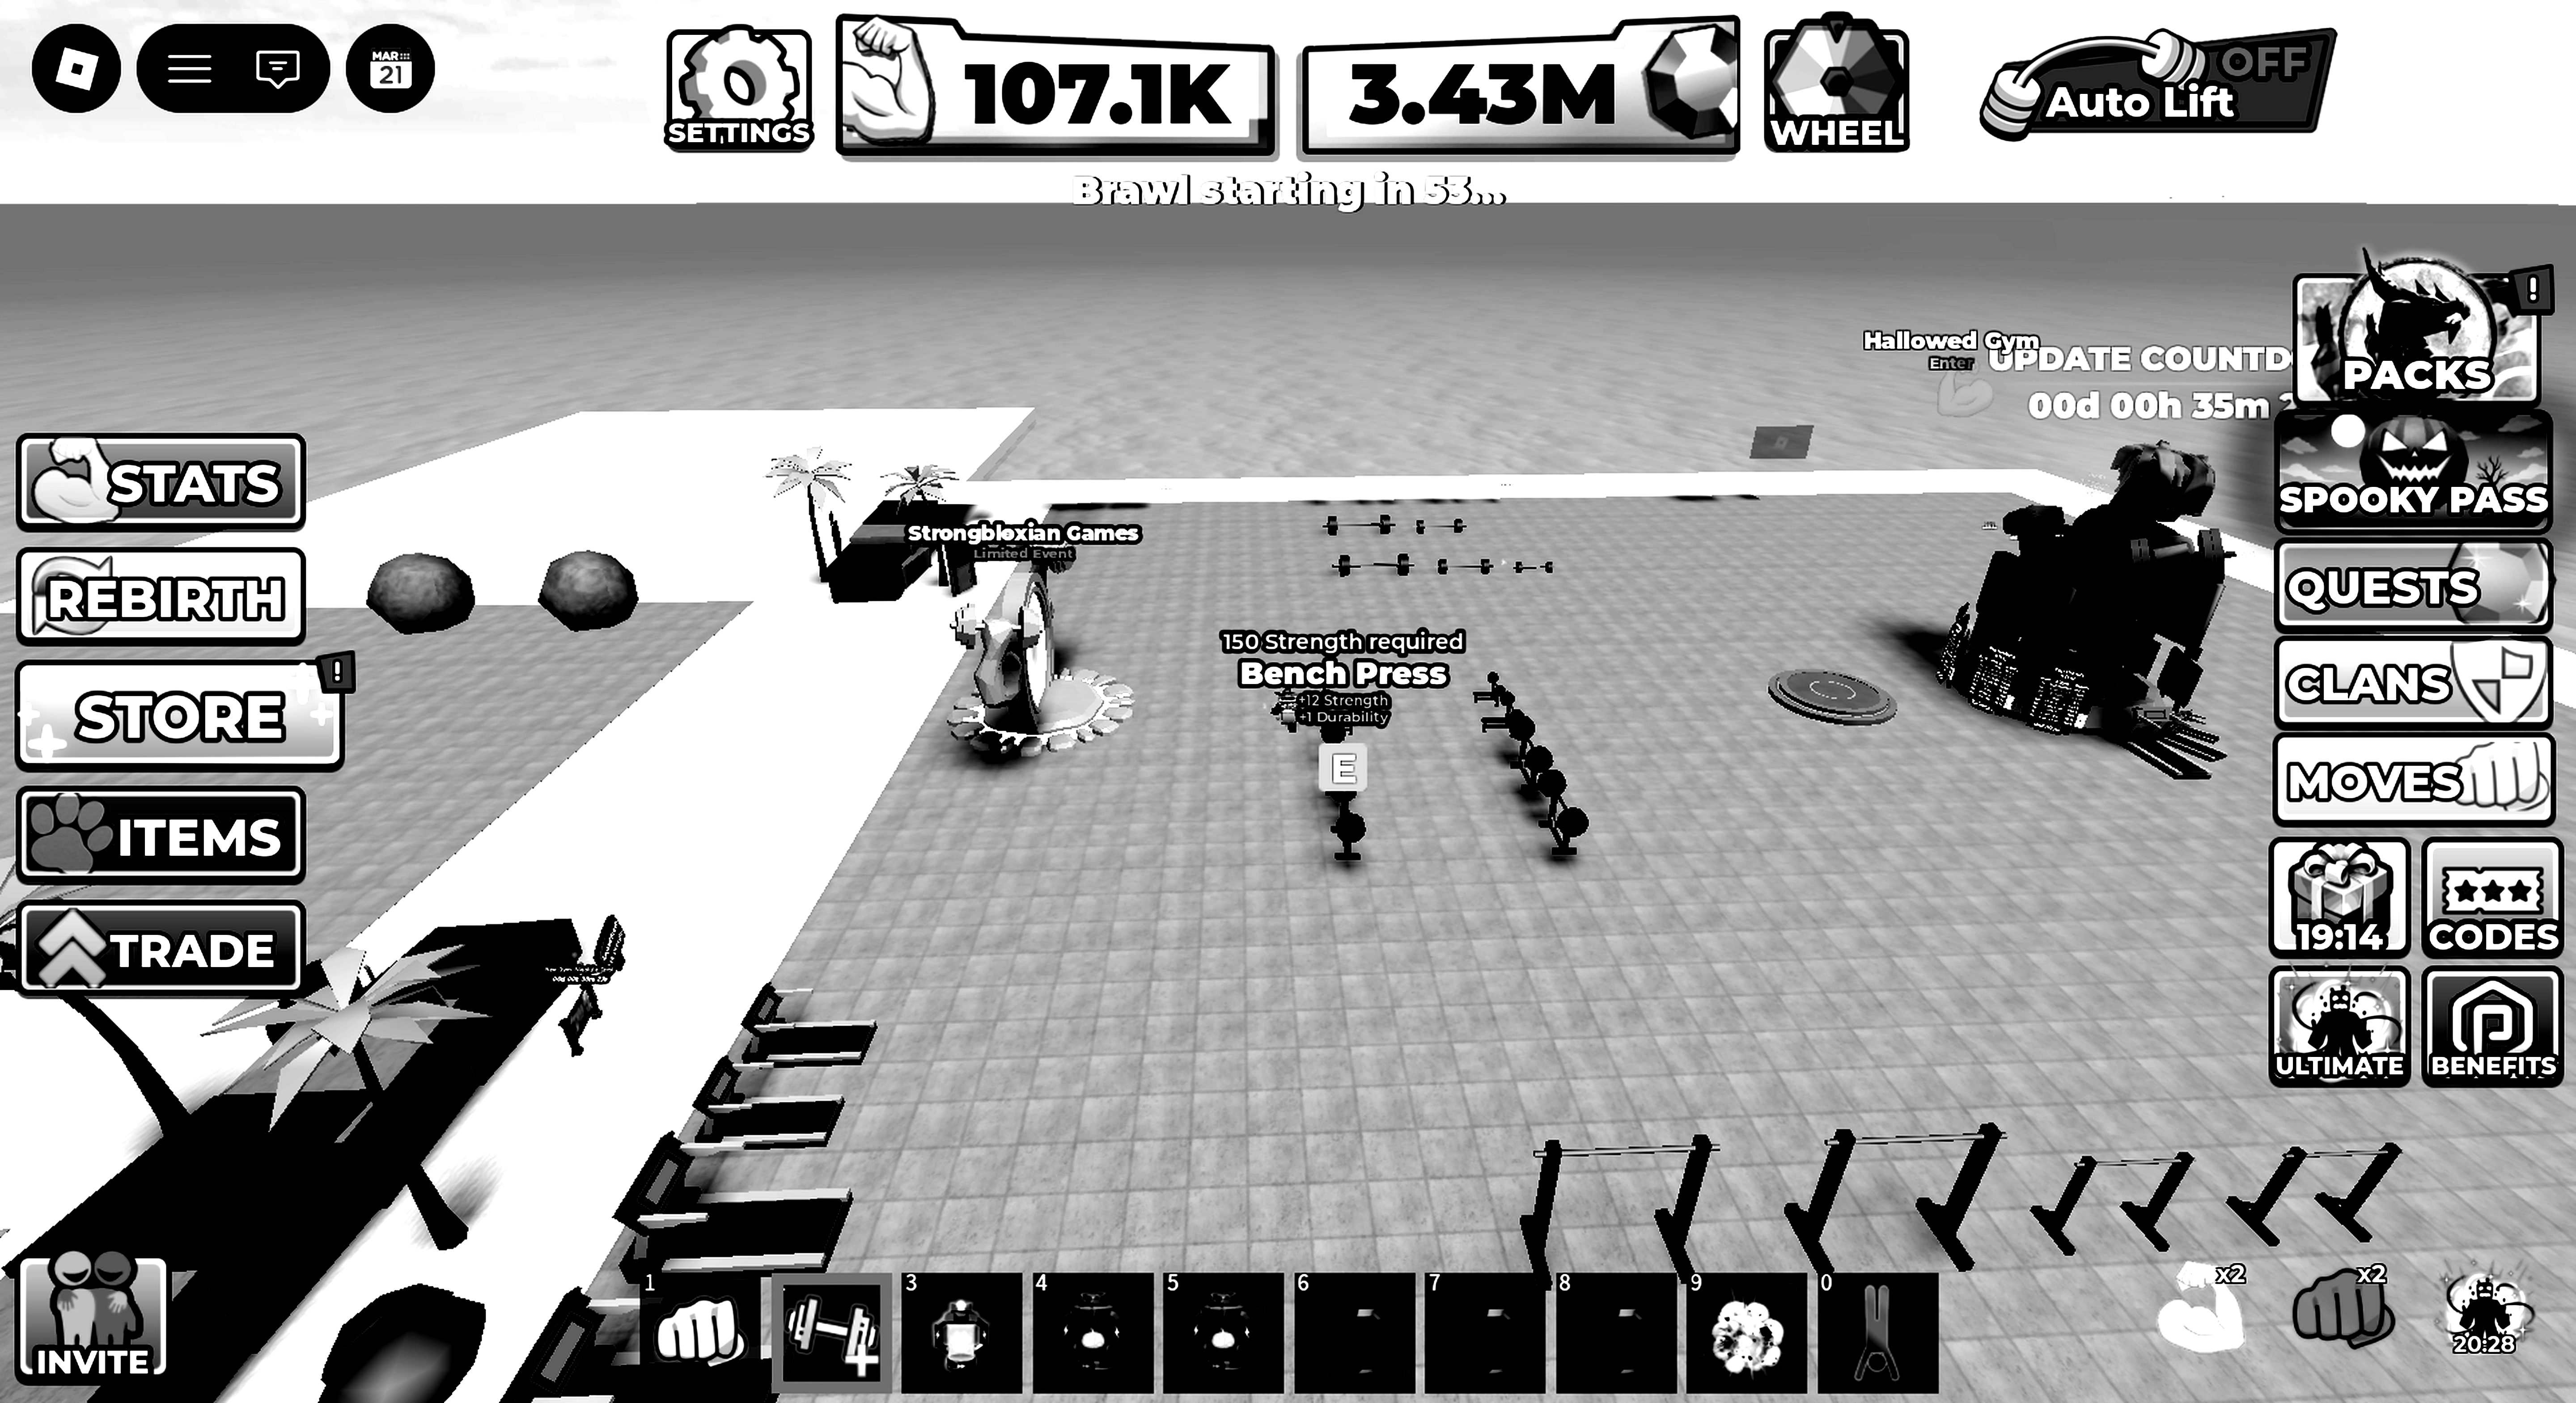 MAR
21
SETTINGS
107.1K
3.43M
WHEEL
OFF
Auto Lift
Brawl starting in 53...
Hallowed Gym
Enter
UPDATE COUNTD
00d 00h 35m
PACKS
!
SPOOKY PASS
STATS
REBIRTH
STORE
!
ITEMS
TRADE
Strongbloxian Games
Limited Event
150 Strength required
Bench Press
+12 Strength
+1 Durability
E
QUESTS
CLANS
MOVES
19:14
CODES
ULTIMATE
BENEFITS
INVITE
1
3
4
5
6
7
8
9
0
x2
x2
20:28